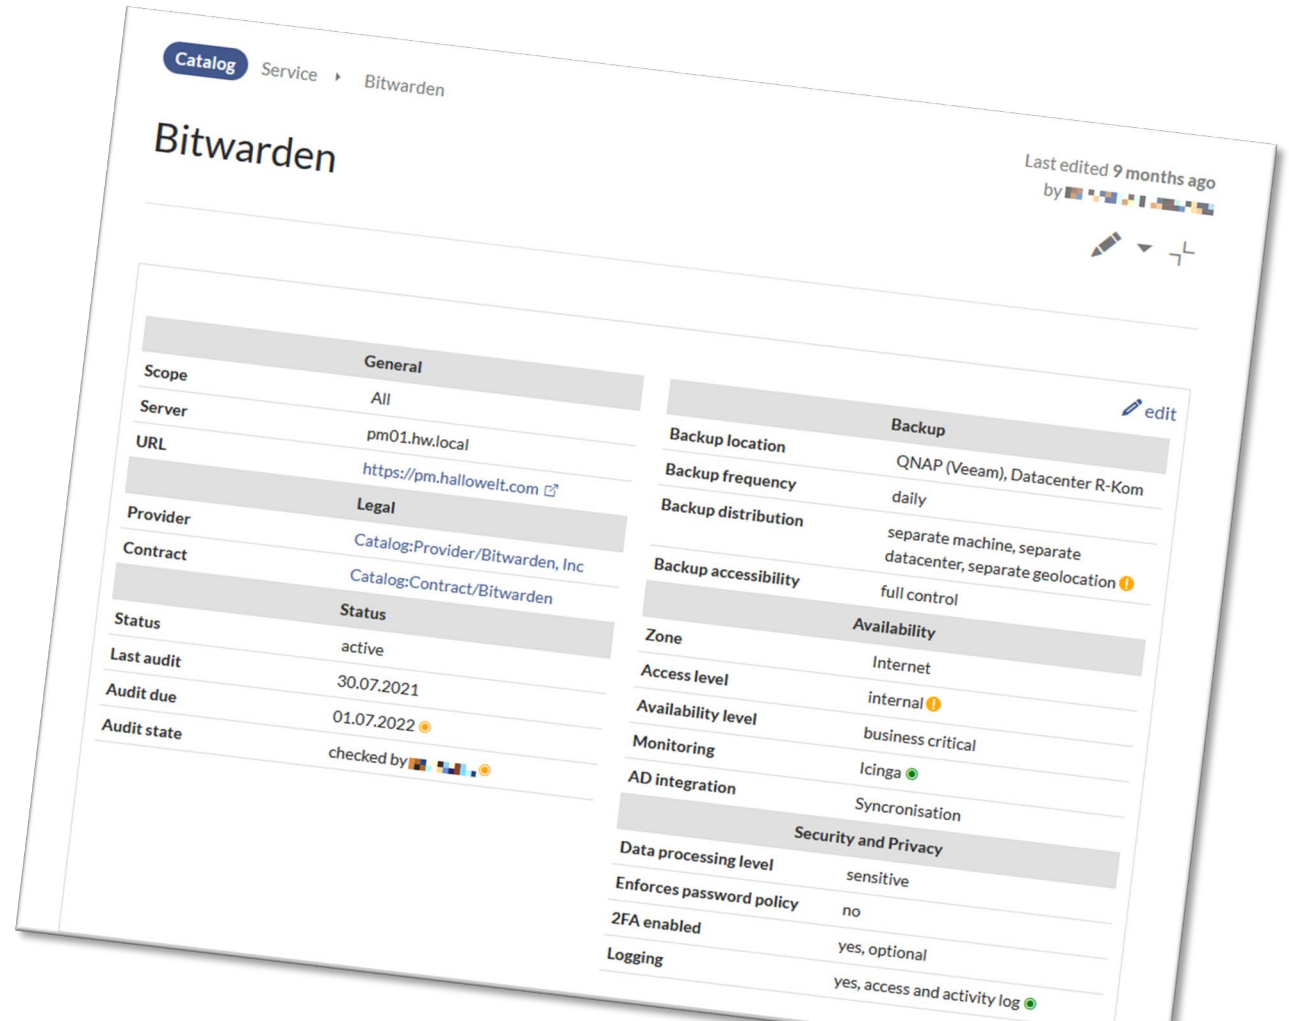 Catalog Service Bitwarden
Bitwarden
Last edited 9 months ago
by
edit
General
Scope All
Server pm01.hw.local
URL https://pm.hallowelt.com
Legal
Provider Catalog:Provider/Bitwarden, Inc
Contract Catalog:Contract/Bitwarden
Status
Status active
Last audit 30.07.2021
Audit due 01.07.2022
Audit state checked by
Backup
Backup location QNAP (Veeam), Datacenter R-Kom
Backup frequency daily
Backup distribution separate machine, separate
datacenter, separate geolocation
Backup accessibility full control
Availability
Zone Internet
Access level internal
Availability level business critical
Monitoring Icinga
AD integration Syncronisation
Security and Privacy
Data processing level sensitive
Enforces password policy no
2FA enabled yes, optional
Logging yes, access and activity log